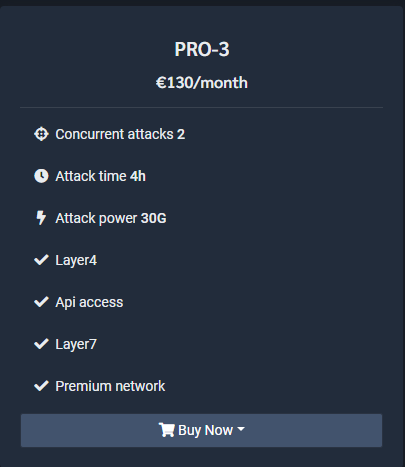 PRO-3
€130/month
Concurrent attacks 2
Attack time 4h
Attack power 30G
Layer4
Api access
Layer7
Premium network
Buy Now